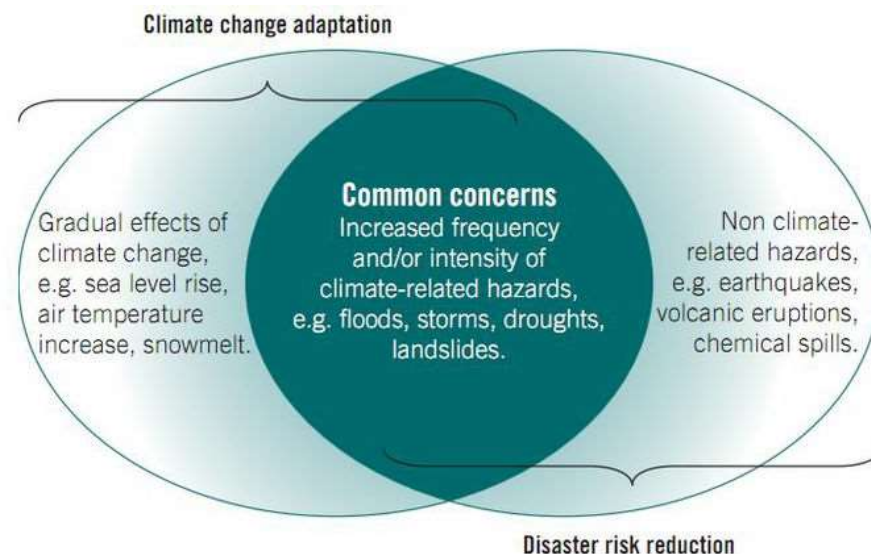 Climate change adaptation
Gradual effects of
climate change,
e.g. sea level rise,
air temperature
increase, snowmelt.
Common concerns
Increased frequency
and/or intensity of
climate-related hazards,
e.g. floods, storms, droughts,
landslides.
Non climate-
related hazards,
e.g. earthquakes,
volcanic eruptions,
chemical spills.
Disaster risk reduction